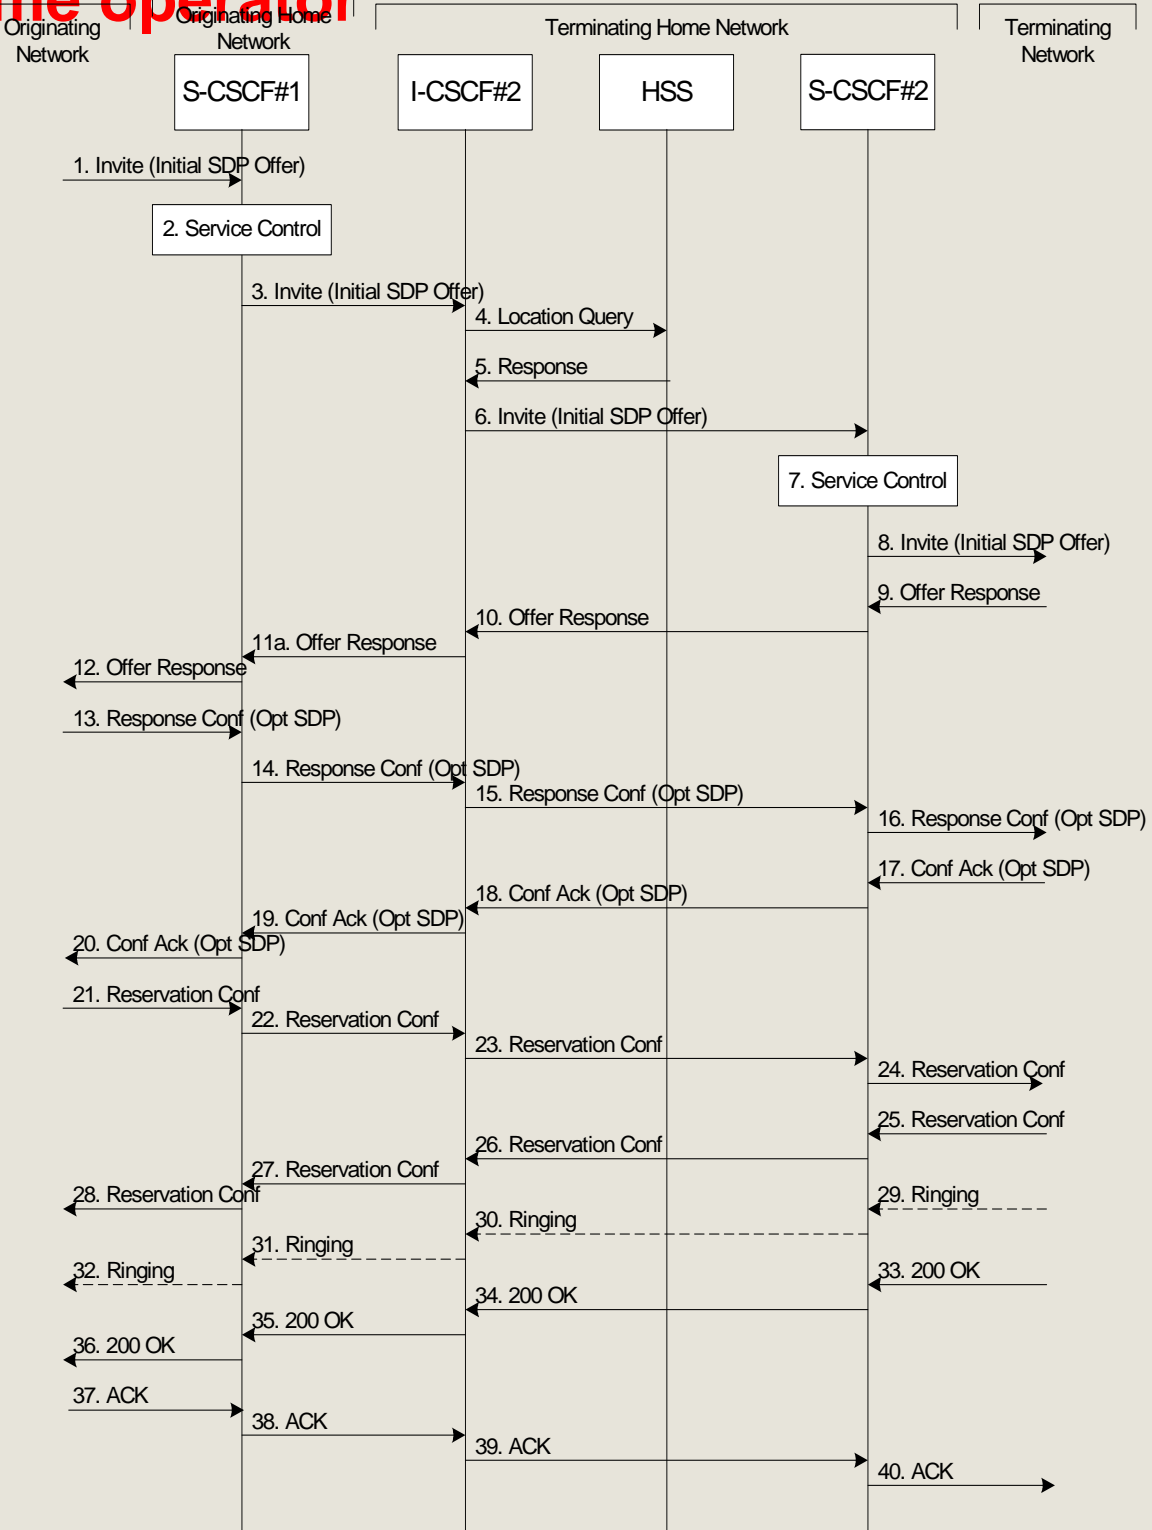 me operator
Originating
Network
Originating Home
Network
Terminating Home Network
Terminating
Network
S-CSCF#1
I-CSCF#2
HSS
S-CSCF#2
1. Invite (Initial SDP Offer)
2. Service Control
3. Invite (Initial SDP Offer)
4. Location Query
5. Response
6. Invite (Initial SDP Offer)
7. Service Control
8. Invite (Initial SDP Offer)
9. Offer Response
10. Offer Response
11a. Offer Response
12. Offer Response
13. Response Conf (Opt SDP)
14. Response Conf (Opt SDP)
15. Response Conf (Opt SDP)
16. Response Conf (Opt SDP)
17. Conf Ack (Opt SDP)
18. Conf Ack (Opt SDP)
19. Conf Ack (Opt SDP)
20. Conf Ack (Opt SDP)
21. Reservation Conf
22. Reservation Conf
23. Reservation Conf
24. Reservation Conf
25. Reservation Conf
26. Reservation Conf
27. Reservation Conf
28. Reservation Conf
29. Ringing
30. Ringing
31. Ringing
32. Ringing
33. 200 OK
34. 200 OK
35. 200 OK
36. 200 OK
37. ACK
38. ACK
39. ACK
40. ACK